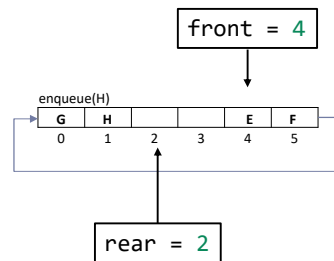 front = 4
enqueue(H)
G H E F
0 1 2 3 4 5
rear = 2